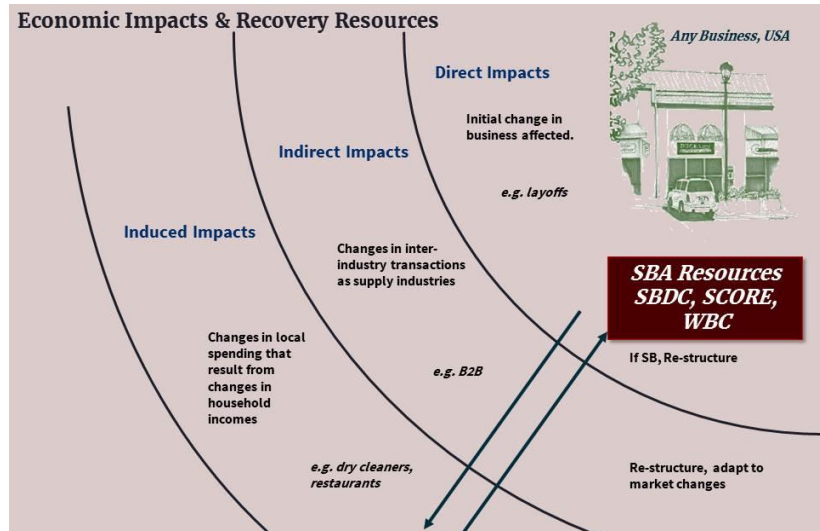 Economic Impacts & Recovery Resources
Any Business, USA
Direct Impacts
Initial change in
business affected.
e.g. layoffs
Indirect Impacts
Changes in inter-
industry transactions
as supply industries
e.g. B2B
Induced Impacts
Changes in local
spending that
result from
changes in
household
incomes
e.g. dry cleaners,
restaurants
SBA Resources
SBDC, SCORE,
WBC
If SB, Re-structure
Re-structure, adapt to
market changes